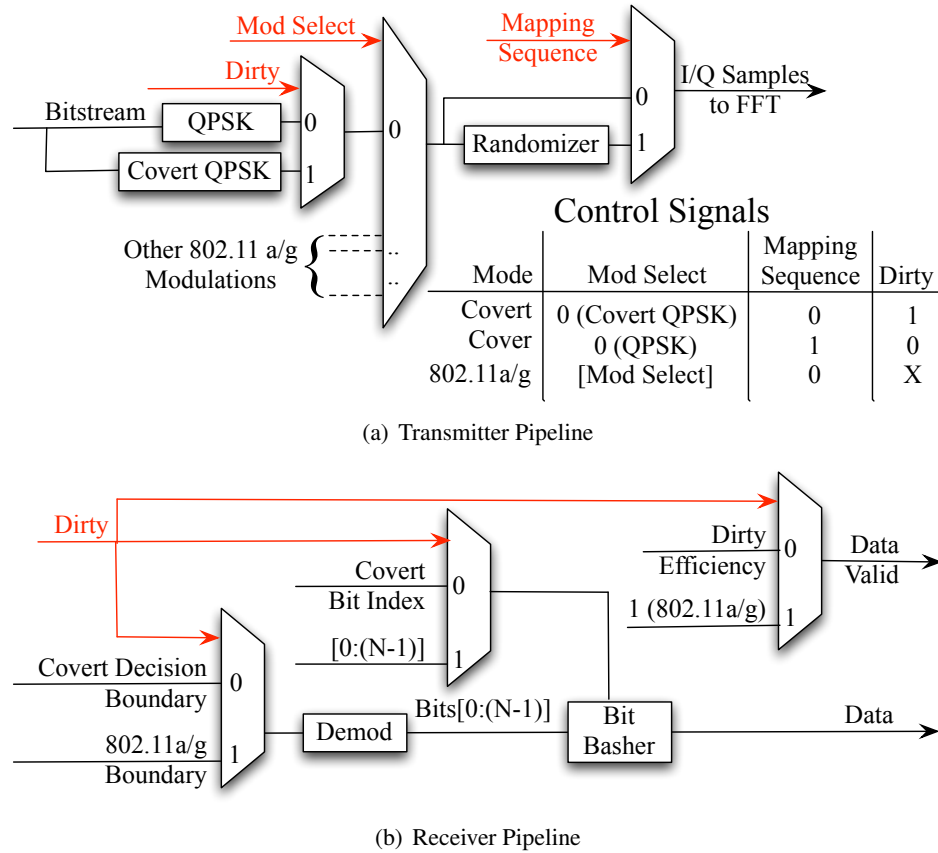 Mod Select
Mapping
Sequence
Dirty
I/Q Samples
to FFT
Bitstream
QPSK
0
0
0
Randomizer
1
Covert QPSK
1
Control Signals
Other 802.11 a/g
Modulations
..
..
Mode
Mod Select
Mapping
Sequence
Dirty
Covert
0 (Covert QPSK)
0
1
Cover
0 (QPSK)
1
0
802.11a/g
[Mod Select]
0
X
(a) Transmitter Pipeline
Dirty
Dirty
Efficiency
0
Data
Valid
Covert
Bit Index
0
1 (802.11a/g)
1
[0:(N-1)]
1
Covert Decision
Boundary
0
Bits[0:(N-1)]
Demod
Bit
Basher
Data
802.11a/g
Boundary
1
(b) Receiver Pipeline